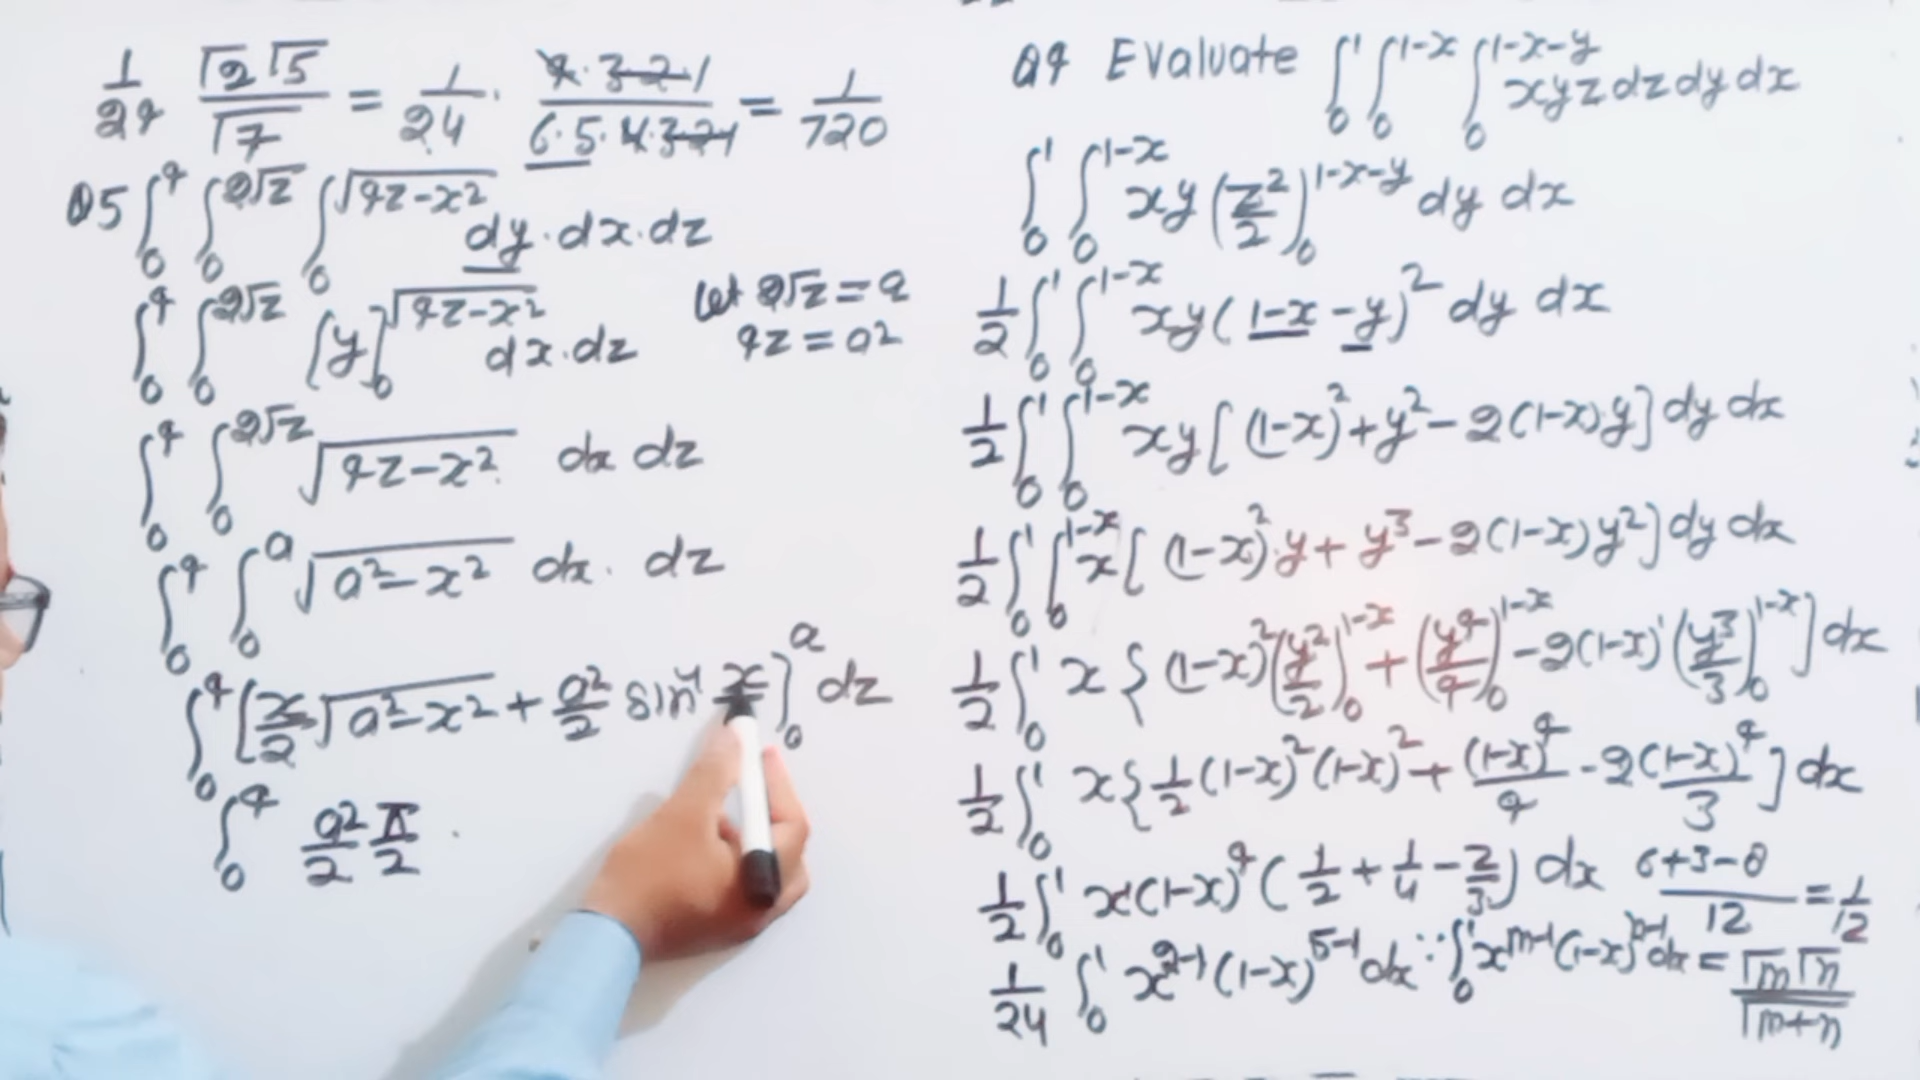 1/24 √2 √5 / √7 = 1/24 · 4·3·2·1 / 6·5·4·3·2·1 = 1/720
Q5 ∫₀⁴ ∫₀^{2√z} ∫₀^{√(4z-x²)} dy·dx·dz
∫₀⁴ ∫₀^{2√z} [y]₀^{√(4z-x²)} dx·dz
let 2√z = a
4z = a²
∫₀⁴ ∫₀^{2√z} √(4z-x²) dx dz
∫₀⁴ ∫₀^a √(a²-x²) dx. dz
∫₀⁴ [x/2 √(a²-x²) + a²/2 sin⁻¹ x]₀^a dz
∫₀⁴ a²/2 π/2
Q4 Evaluate ∫₀¹ ∫₀^{1-x} ∫₀^{1-x-y} xyz dz dy dx
∫₀¹ ∫₀^{1-x} xy (z²/2)₀^{1-x-y} dy dx
1/2 ∫₀¹ ∫₀^{1-x} xy (1-x-y)² dy dx
1/2 ∫₀¹ ∫₀^{1-x} xy [(1-x)²+y²-2(1-x)y] dy dx
1/2 ∫₀¹ ∫₀^{1-x} x [(1-x)²·y+y³-2(1-x)y²] dy dx
1/2 ∫₀¹ x {(1-x)² (y²/2)₀^{1-x} + (y⁴/4)₀^{1-x} -2(1-x)' (y³/3)₀^{1-x}] dx
1/2 ∫₀¹ x {1/2 (1-x)² (1-x)² + (1-x)⁴/4 - 2(1-x)⁴/3] dx
1/2 ∫₀¹ x(1-x)⁴ (1/2 + 1/4 - 2/3) dx 6+3-8 / 12 = 1/12
1/24 ∫₀¹ x^{2-1} (1-x)^{5-1} dx ∵ ∫₀¹ x^{m-1} (1-x)^{n-1} dx = √m √n / √m+n